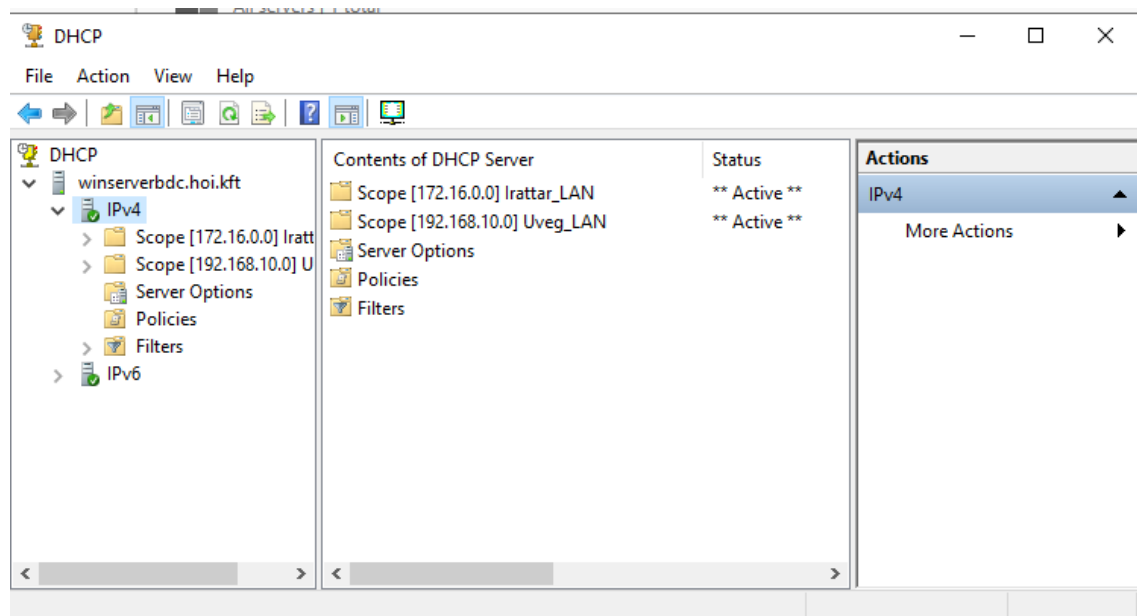 DHCP
File Action View Help
DHCP
winserverbdc.hoi.kft
IPv4
Scope [172.16.0.0] Iratt
Scope [192.168.10.0] U
Server Options
Policies
Filters
IPv6
Contents of DHCP Server Status
Scope [172.16.0.0] Irattar_LAN ** Active **
Scope [192.168.10.0] Uveg_LAN ** Active **
Server Options
Policies
Filters
Actions
IPv4
More Actions